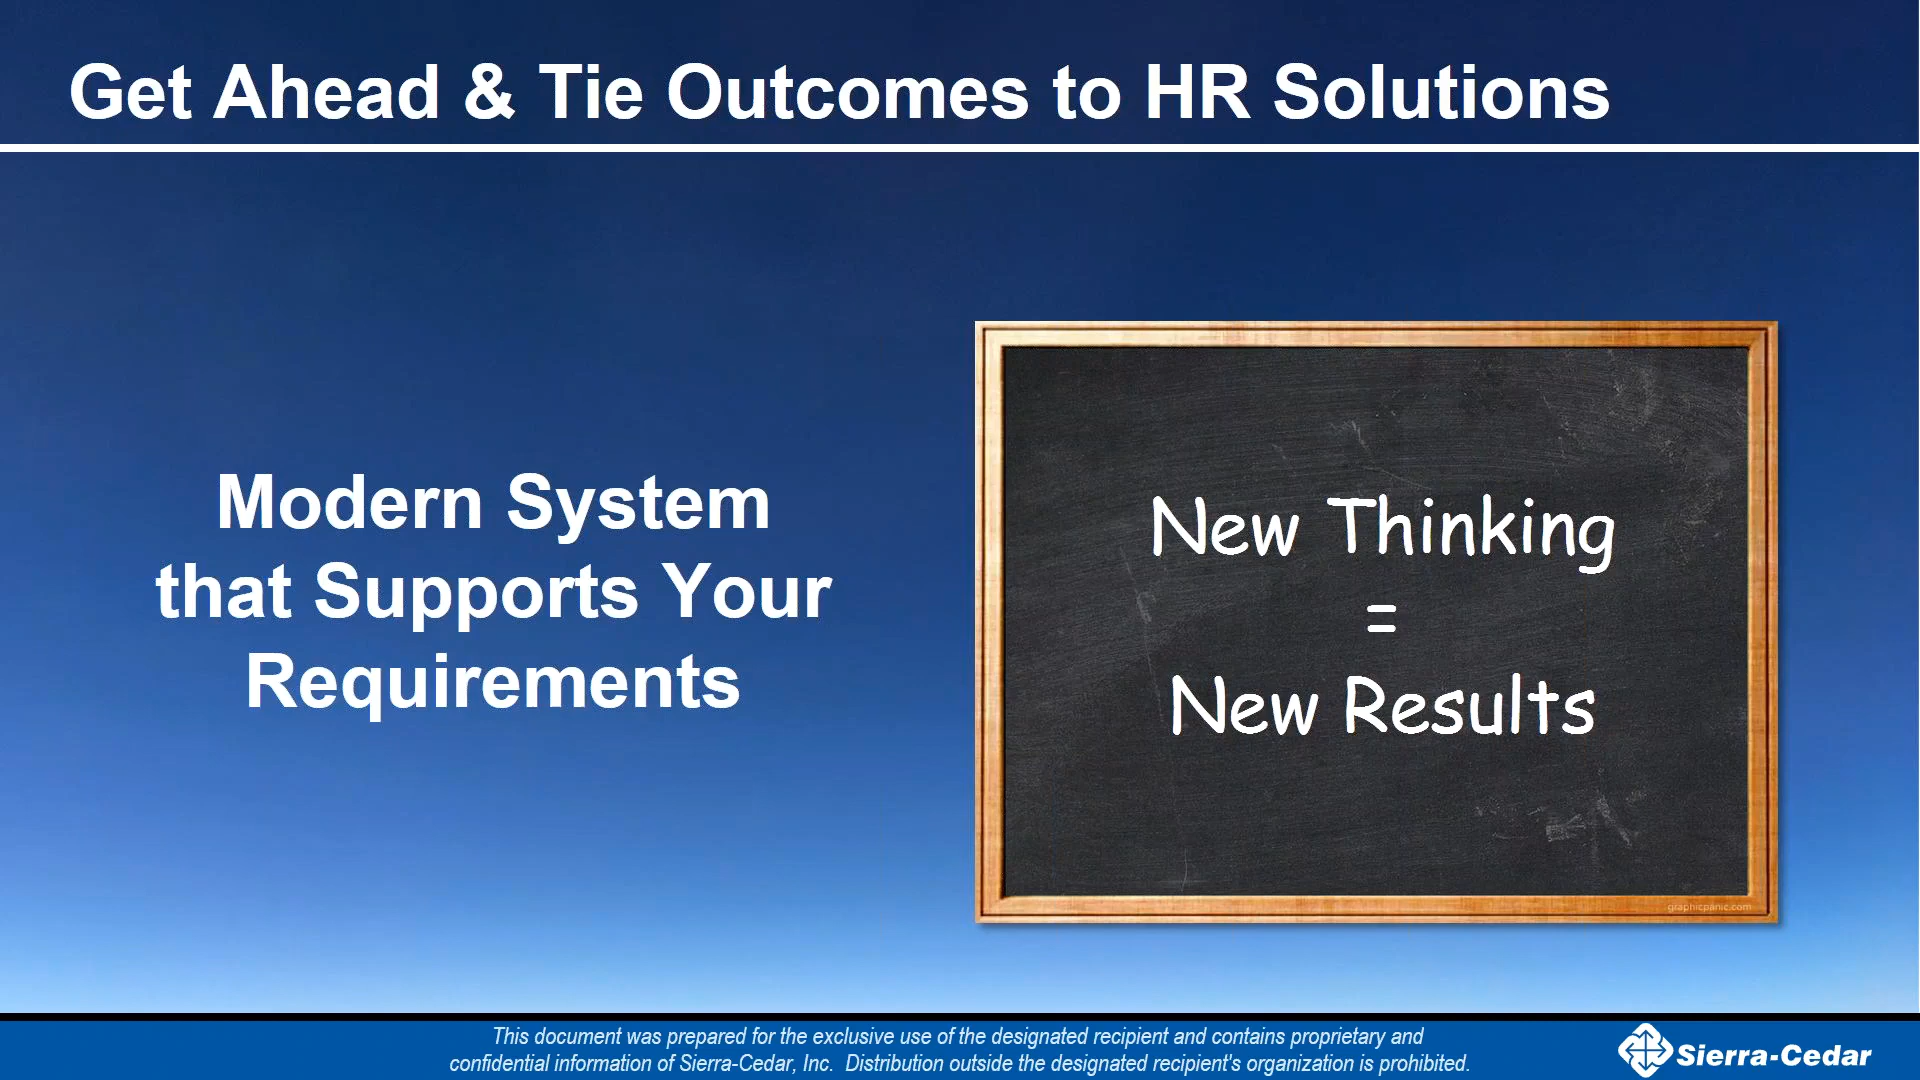 Get Ahead & Tie Outcomes to HR Solutions
Modern System
that Supports Your
Requirements
New Thinking
=
New Results
graphicpanic.com
This document was prepared for the exclusive use of the designated recipient and contains proprietary and
confidential information of Sierra-Cedar, Inc.  Distribution outside the designated recipient's organization is prohibited.
Sierra-Cedar